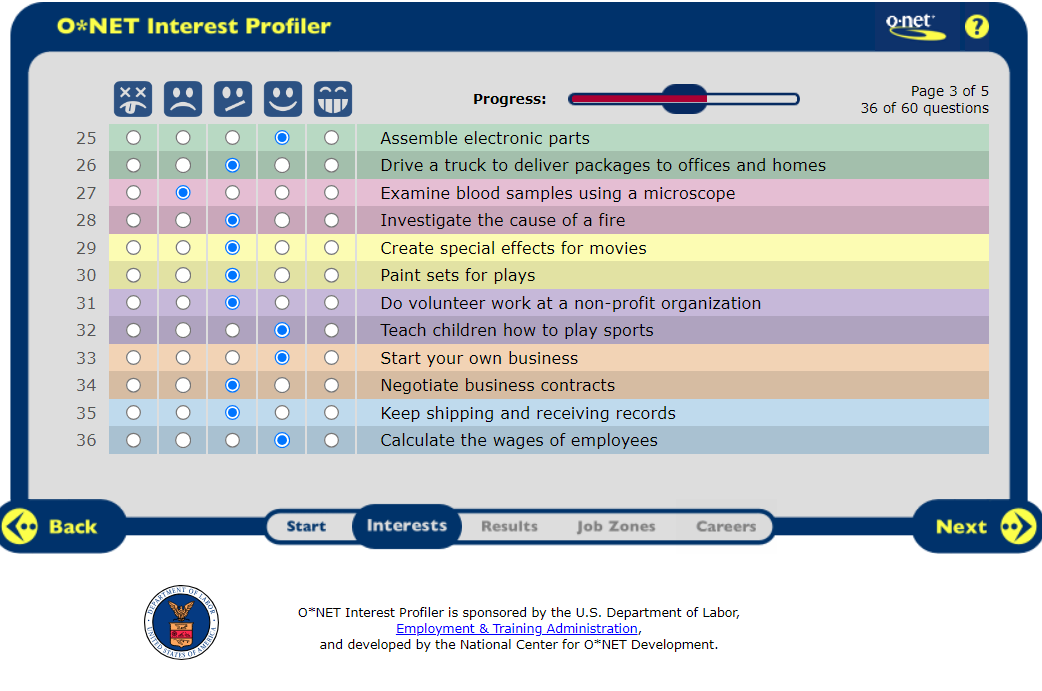 O*NET Interest Profiler
o·net
?
Progress:
Page 3 of 5
36 of 60 questions
25 Assemble electronic parts
26 Drive a truck to deliver packages to offices and homes
27 Examine blood samples using a microscope
28 Investigate the cause of a fire
29 Create special effects for movies
30 Paint sets for plays
31 Do volunteer work at a non-profit organization
32 Teach children how to play sports
33 Start your own business
34 Negotiate business contracts
35 Keep shipping and receiving records
36 Calculate the wages of employees
Back
Start Interests Results Job Zones Careers
Next
DEPARTMENT OF LABOR
UNITED STATES OF AMERICA
O*NET Interest Profiler is sponsored by the U.S. Department of Labor,
Employment & Training Administration,
and developed by the National Center for O*NET Development.